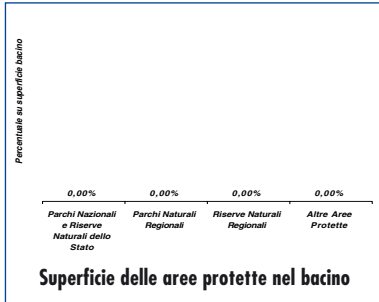 Percentuale su superficie bacino
0,00% 0,00% 0,00% 0,00%
Parchi Nazionali
e Riserve
Naturali dello
Stato
Parchi Naturali
Regionali
Riserve Naturali
Regionali
Altre Aree
Protette
Superficie delle aree protette nel bacino